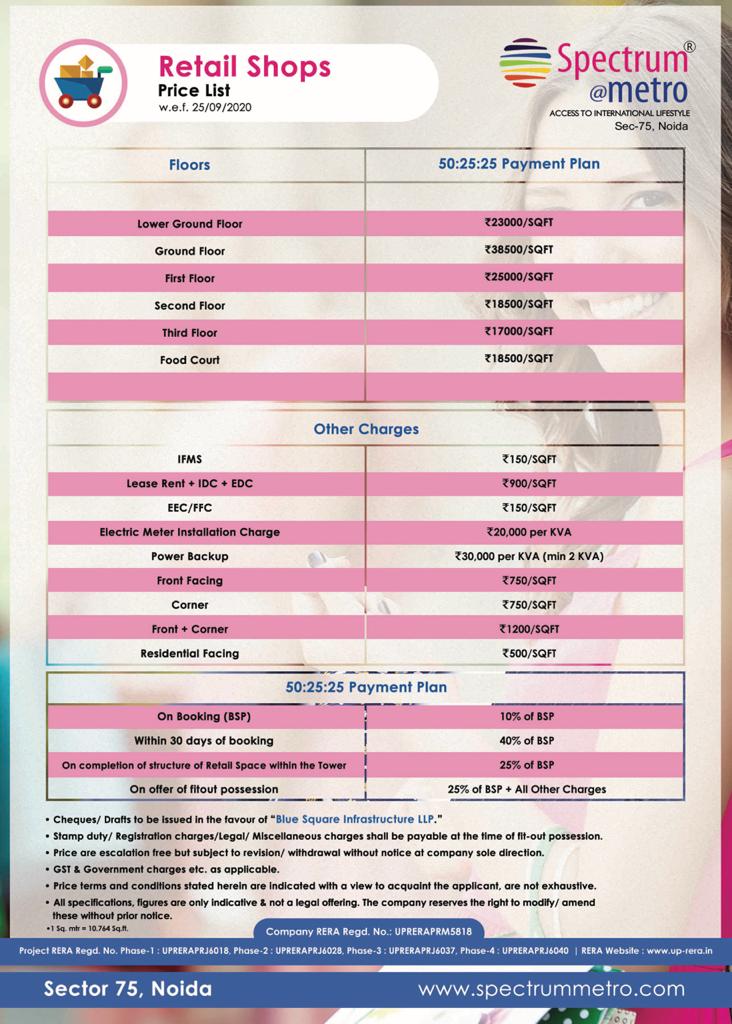 Retail Shops
Price List
w.e.f. 25/09/2020
Spectrum®
@metro
ACCESS TO INTERNATIONAL LIFESTYLE
Sec-75, Noida
Floors 50:25:25 Payment Plan
Lower Ground Floor ₹23000/SQFT
Ground Floor ₹38500/SQFT
First Floor ₹25000/SQFT
Second Floor ₹18500/SQFT
Third Floor ₹17000/SQFT
Food Court ₹18500/SQFT
Other Charges
IFMS ₹150/SQFT
Lease Rent + IDC + EDC ₹900/SQFT
EEC/FFC ₹150/SQFT
Electric Meter Installation Charge ₹20,000 per KVA
Power Backup ₹30,000 per KVA (min 2 KVA)
Front Facing ₹750/SQFT
Corner ₹750/SQFT
Front + Corner ₹1200/SQFT
Residential Facing ₹500/SQFT
50:25:25 Payment Plan
On Booking (BSP) 10% of BSP
Within 30 days of booking 40% of BSP
On completion of structure of Retail Space within the Tower 25% of BSP
On offer of fitout possession 25% of BSP + All Other Charges
• Cheques/ Drafts to be issued in the favour of “Blue Square Infrastructure LLP.”
• Stamp duty/ Registration charges/Legal/ Miscellaneous charges shall be payable at the time of fit-out possession.
• Price are escalation free but subject to revision/ withdrawal without notice at company sole direction.
• GST & Government charges etc. as applicable.
• Price terms and conditions stated herein are indicated with a view to acquaint the applicant, are not exhaustive.
• All specifications, figures are only indicative & not a legal offering. The company reserves the right to modify/ amend
these without prior notice.
•1 Sq. mtr = 10.764 Sq.ft.
Company RERA Regd. No.: UPRERAPRM5818
Project RERA Regd. No. Phase-1 : UPRERAPRJ6018, Phase-2 : UPRERAPRJ6028, Phase-3 : UPRERAPRJ6037, Phase-4 : UPRERAPRJ6040 | RERA Website : www.up-rera.in
Sector 75, Noida www.spectrummetro.com